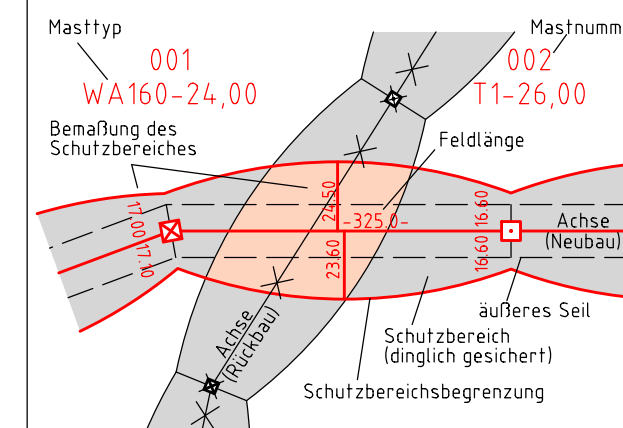 Masttyp
Mastnumm
001
002
WA160-24,00
T1-26,00
Bemaßung des
Schutzbereiches
Feldlänge
24.50
-325.0-
17.00 17.10
16.60 16.60
23.60
Achse
(Neubau)
äußeres Seil
Achse
(Rückbau)
Schutzbereich
(dinglich gesichert)
Schutzbereichsbegrenzung